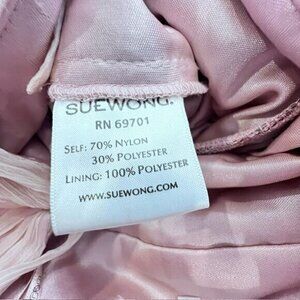 SUEWONG.
RN 69701
SELF: 70% NYLON
30% POLYESTER
LINING: 100% POLYESTER
WWW.SUEWONG.COM